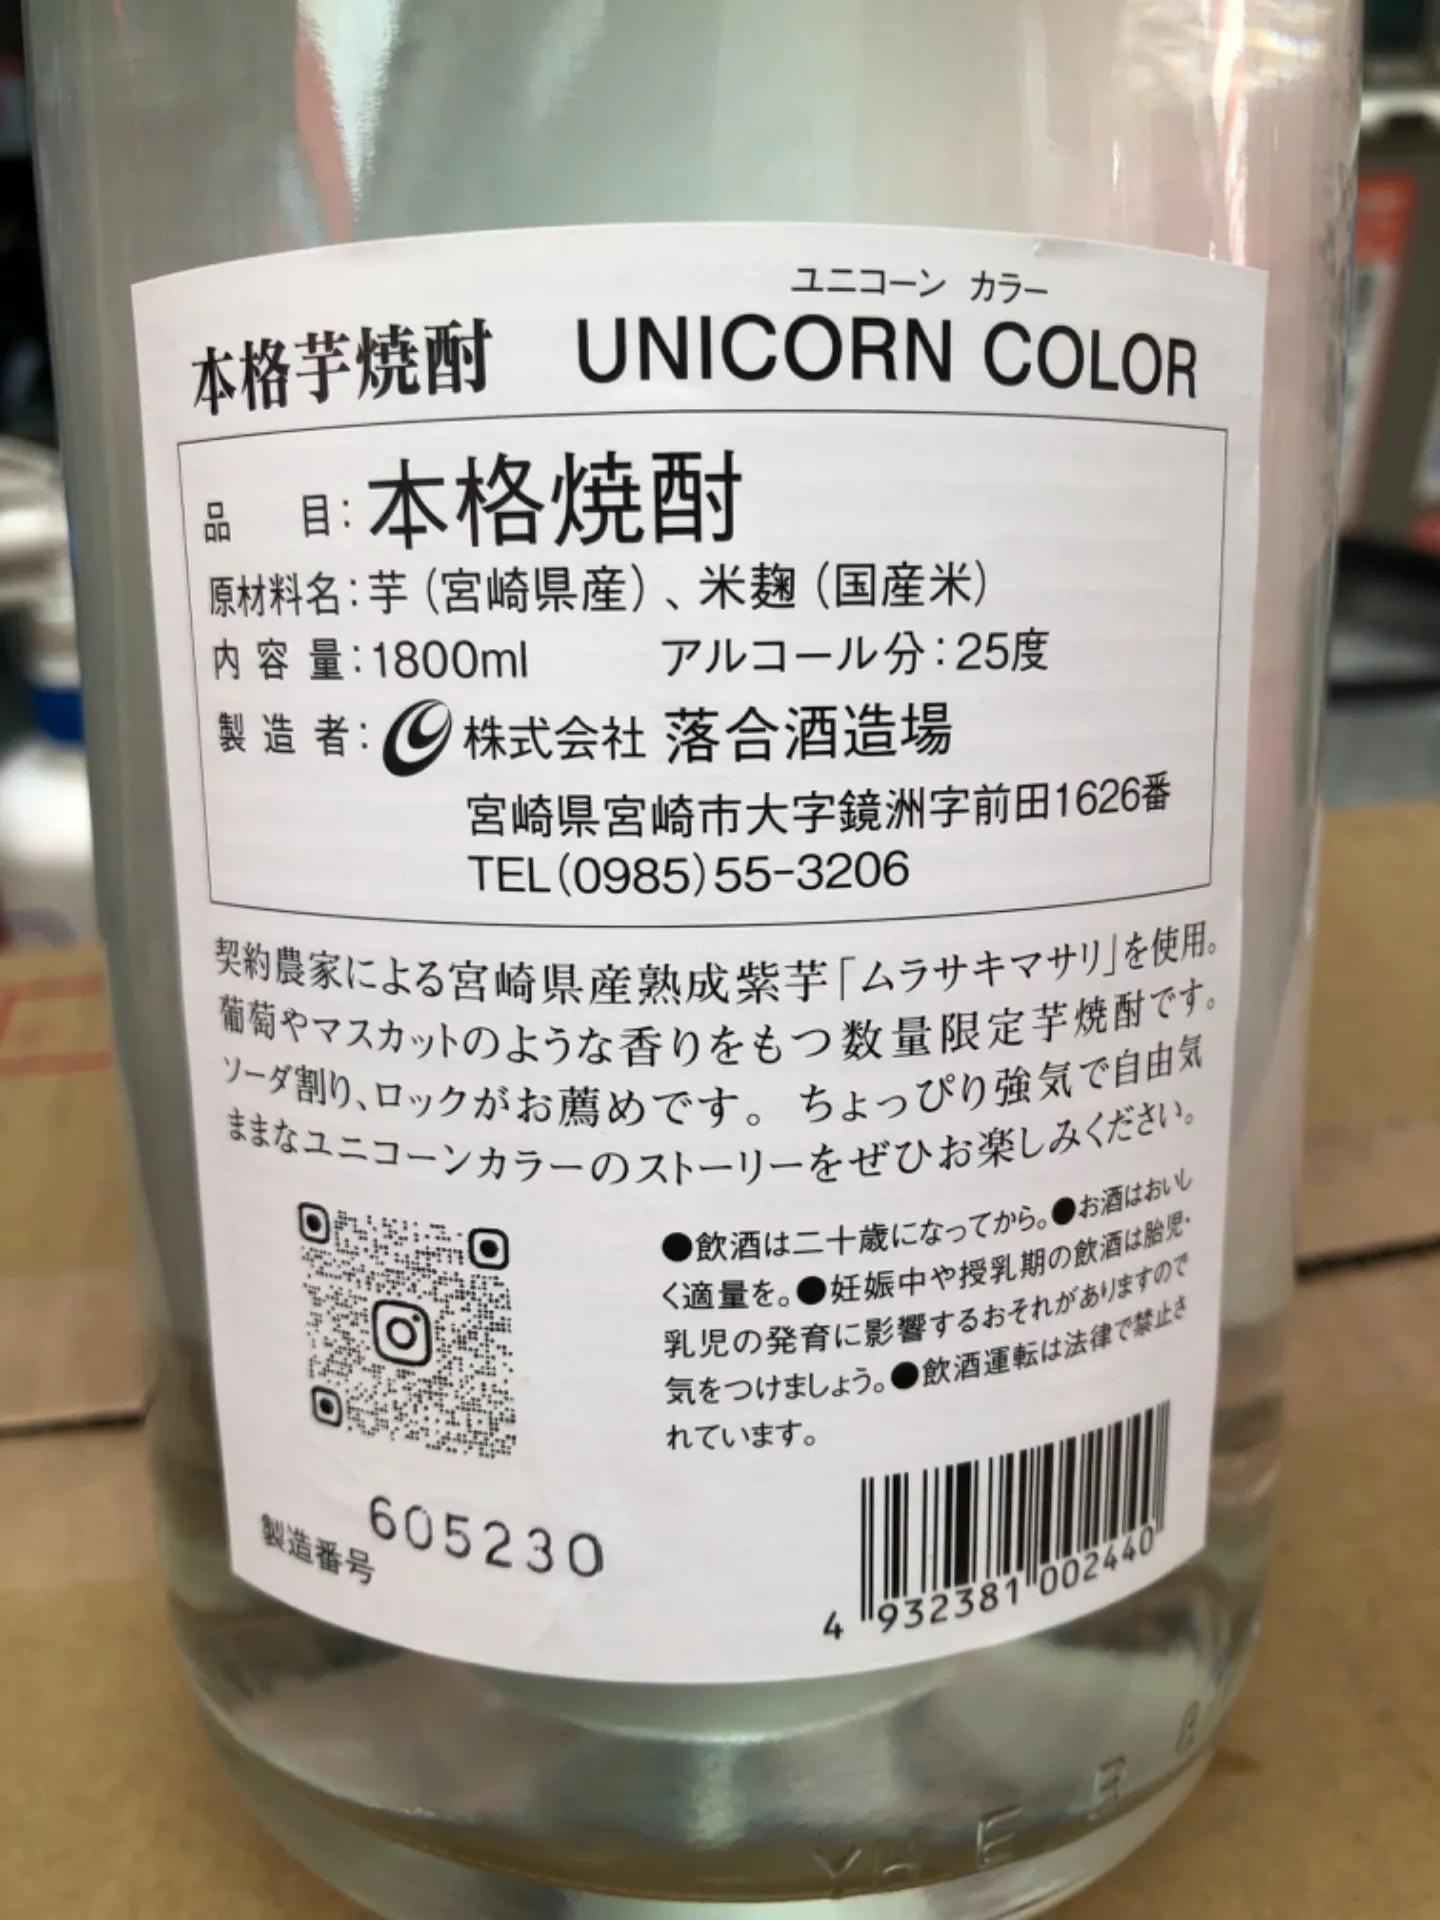 ユニコーン カラー
本格芋焼酎 UNICORN COLOR
品目：本格焼酎
原材料名：芋（宮崎県産）、米麹（国産米）
内容量：1800ml アルコール分：25度
製造者：株式会社 落合酒造場
宮崎県宮崎市大字鏡洲字前田1626番
TEL(0985)55-3206
契約農家による宮崎県産熟成紫芋「ムラサキマサリ」を使用。
葡萄やマスカットのような香りをもつ数量限定芋焼酎です。
ソーダ割り、ロックがお薦めです。ちょっぴり強気で自由気
ままなユニコーンカラーのストーリーをぜひお楽しみください。
●飲酒は二十歳になってから。●お酒はおいし
く適量を。●妊娠中や授乳期の飲酒は胎児・
乳児の発育に影響するおそれがありますので
気をつけましょう。●飲酒運転は法律で禁止さ
れています。
製造番号 605230
4 932381 002440